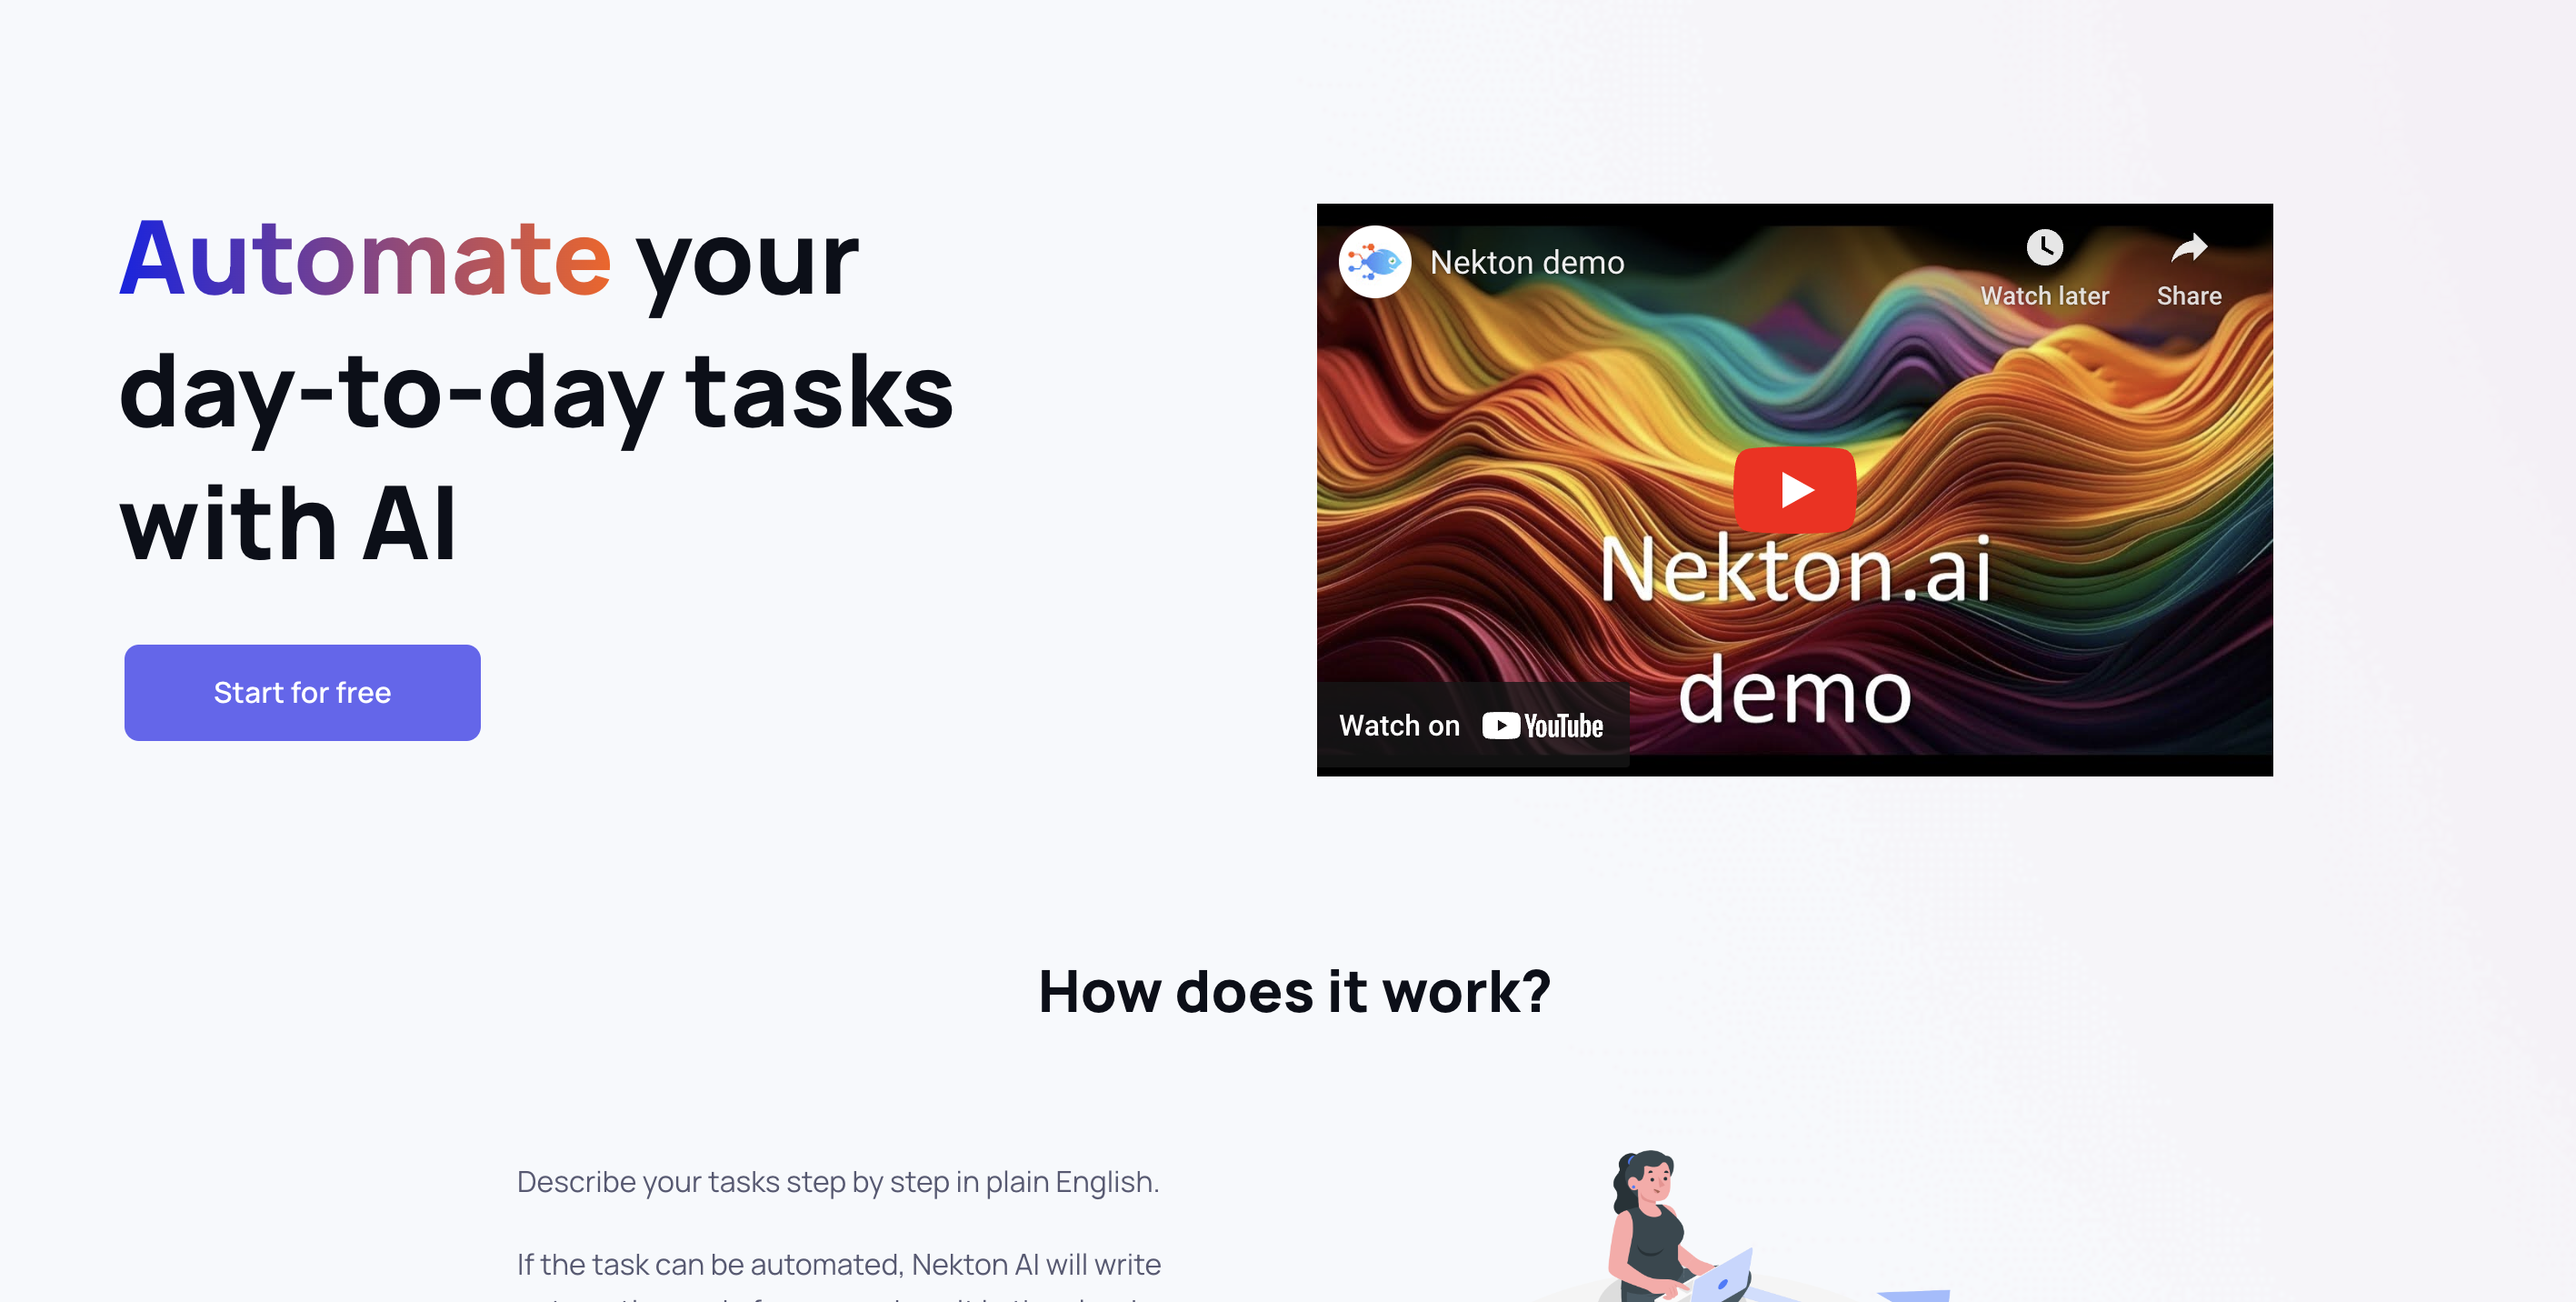 Automate your
day-to-day tasks
with AI
Start for free
Nekton demo
Watch later
Share
Nekton.ai
demo
Watch on YouTube
How does it work?
Describe your tasks step by step in plain English.
If the task can be automated, Nekton AI will write